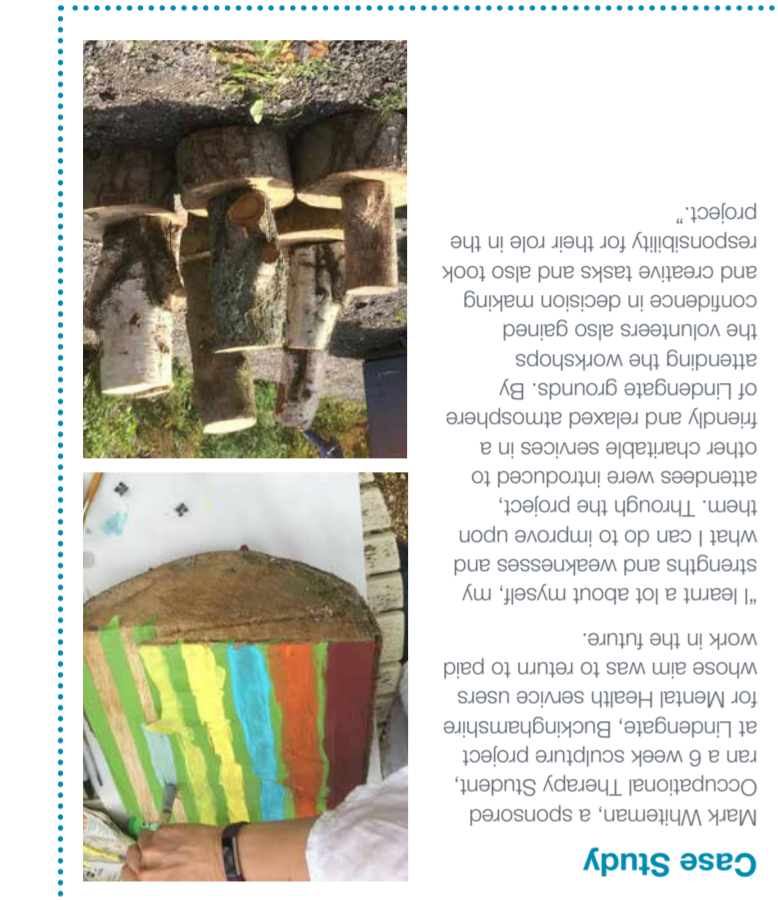 Case Study
Mark Whiteman, a sponsored
Occupational Therapy Student,
ran a 6 week sculpture project
at Lindengate, Buckinghamshire
for Mental Health service users
whose aim was to return to paid
work in the future.
"I learnt a lot about myself, my
strengths and weaknesses and
what I can do to improve upon
them. Through the project,
attendees were introduced to
other charitable services in a
friendly and relaxed atmosphere
of Lindengate grounds. By
attending the workshops
the volunteers also gained
confidence in decision making
and creative tasks and also took
responsibility for their role in the
project."